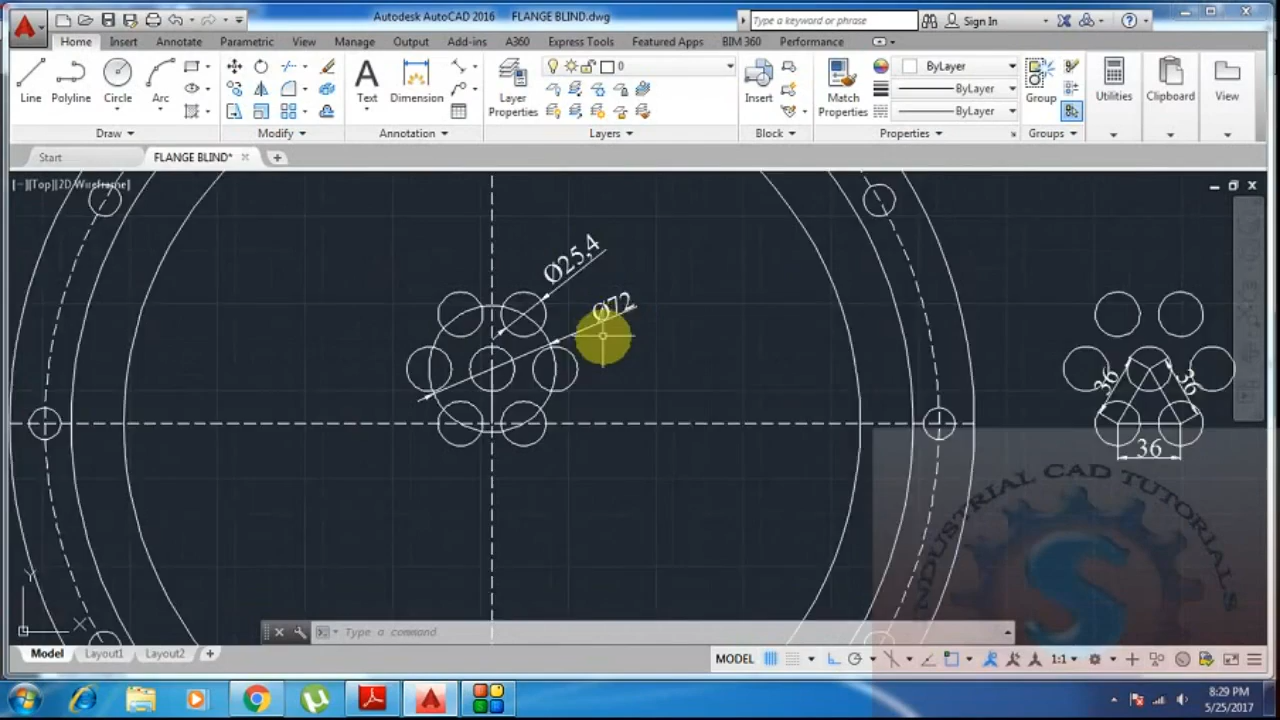 Autodesk AutoCAD 2016 FLANGE BLIND.dwg
Type a keyword or phrase
Sign In
Home Insert Annotate Parametric View Manage Output Add-ins A360 Express Tools Featured Apps BIM 360 Performance
Line Polyline Circle Arc
Text Dimension
Layer Properties
0
Insert
Match Properties
ByLayer
ByLayer
ByLayer
Group Utilities Clipboard View
Draw Modify Annotation Layers Block Properties Groups
Start FLANGE BLIND* +
[−][Top][2D Wireframe]
Ø25,4
Ø72
36 36
36
INDUSTRIAL CAD TUTORIALS
S
Y
X
Type a command
Model Layout1 Layout2 +
MODEL 1:1
8:29 PM
5/25/2017